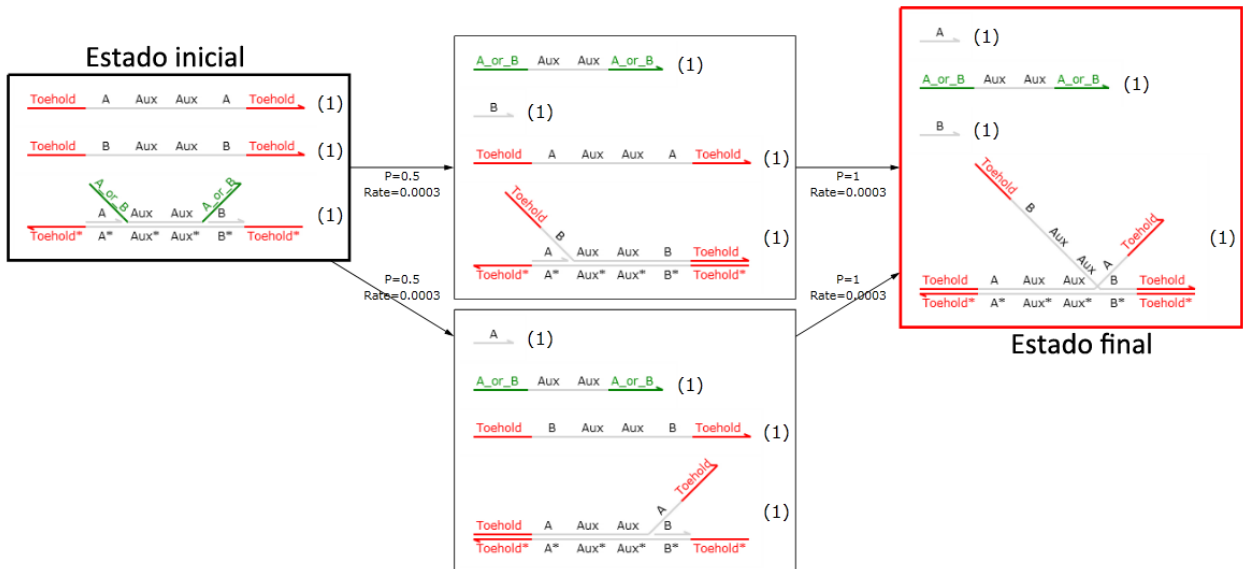 Estado inicial
Toehold A Aux Aux A Toehold (1)
Toehold B Aux Aux B Toehold (1)
A_or_B A_or_B
A Aux Aux B (1)
Toehold* A* Aux* Aux* B* Toehold*
P=0.5
Rate=0.0003
P=0.5
Rate=0.0003
A_or_B Aux Aux A_or_B (1)
B (1)
Toehold A Aux Aux A Toehold (1)
Toehold
B
A Aux Aux B Toehold (1)
Toehold* A* Aux* Aux* B* Toehold*
A (1)
A_or_B Aux Aux A_or_B (1)
Toehold B Aux Aux B Toehold (1)
Toehold
A
Toehold A Aux Aux B (1)
Toehold* A* Aux* Aux* B* Toehold*
P=1
Rate=0.0003
P=1
Rate=0.0003
A (1)
A_or_B Aux Aux A_or_B (1)
B (1)
Toehold
B
Aux
Aux
A
Toehold
(1)
Toehold A Aux Aux B Toehold
Toehold* A* Aux* Aux* B* Toehold*
Estado final